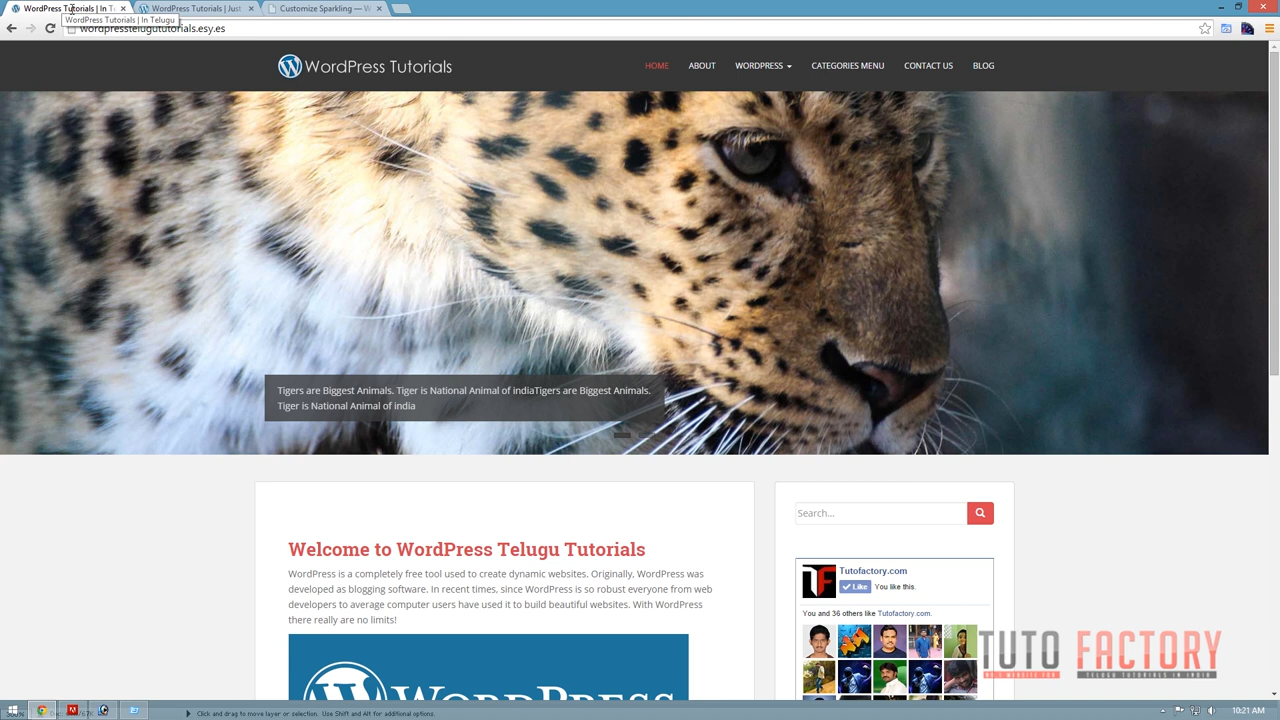 WordPress Tutorials | In T
WordPress Tutorials | Just
Customize Sparkling — W
WordPress Tutorials | In Telugu
wordpresstelugututorials.esy.es
WordPress Tutorials
HOME
ABOUT
WORDPRESS
CATEGORIES MENU
CONTACT US
BLOG
Tigers are Biggest Animals. Tiger is National Animal of indiaTigers are Biggest Animals.
Tiger is National Animal of india
Search...
Welcome to WordPress Telugu Tutorials
WordPress is a completely free tool used to create dynamic websites. Originally, WordPress was
developed as blogging software. In recent times, since WordPress is so robust everyone from web
developers to average computer users have used it to build beautiful websites. With WordPress
there really are no limits!
WORDPRESS
TF
Tutofactory.com
Like
You like this.
You and 36 others like Tutofactory.com.
TUTO FACTORY
TELUGU TUTORIALS IN INDIA
Click and drag to move layer or selection. Use Shift and Alt for additional options.
10:21 AM